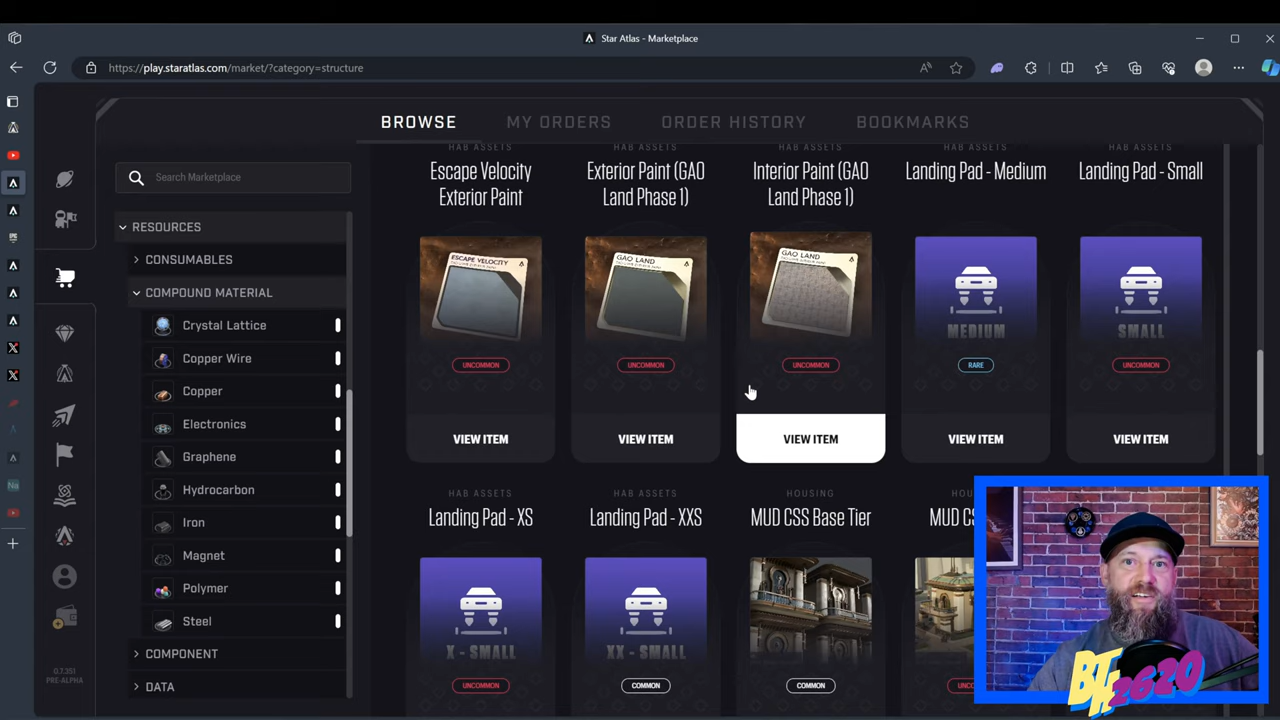 Star Atlas - Marketplace
https://play.staratlas.com/market/?category=structure
BROWSE
MY ORDERS
ORDER HISTORY
BOOKMARKS
Search Marketplace
RESOURCES
CONSUMABLES
COMPOUND MATERIAL
Crystal Lattice
Copper Wire
Copper
Electronics
Graphene
Hydrocarbon
Iron
Magnet
Polymer
Steel
COMPONENT
DATA
0.7.351
PRE-ALPHA
HAB ASSETS
Escape Velocity
Exterior Paint
ESCAPE VELOCITY
UNCOMMON
VIEW ITEM
HAB ASSETS
Exterior Paint (GAO
Land Phase 1)
GAO LAND
UNCOMMON
VIEW ITEM
HAB ASSETS
Interior Paint (GAO
Land Phase 1)
GAO LAND
UNCOMMON
VIEW ITEM
HAB ASSETS
Landing Pad - Medium
MEDIUM
RARE
VIEW ITEM
HAB ASSETS
Landing Pad - Small
SMALL
UNCOMMON
VIEW ITEM
HAB ASSETS
Landing Pad - XS
X - SMALL
UNCOMMON
HAB ASSETS
Landing Pad - XXS
XX - SMALL
COMMON
HOUSING
MUD CSS Base Tier
COMMON
MUD
BTH2620